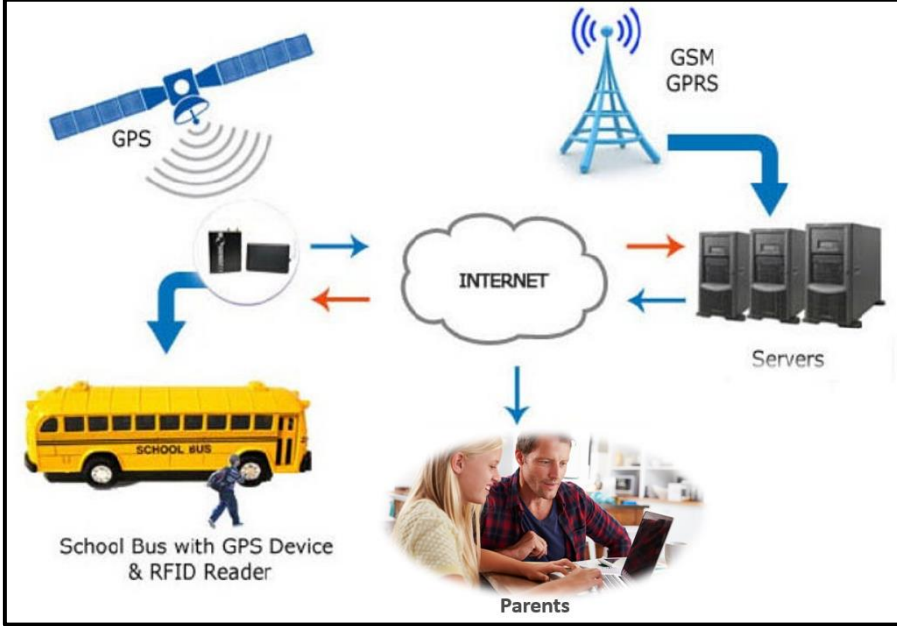 GPS
GSM
GPRS
INTERNET
Servers
SCHOOL BUS
School Bus with GPS Device
& RFID Reader
Parents